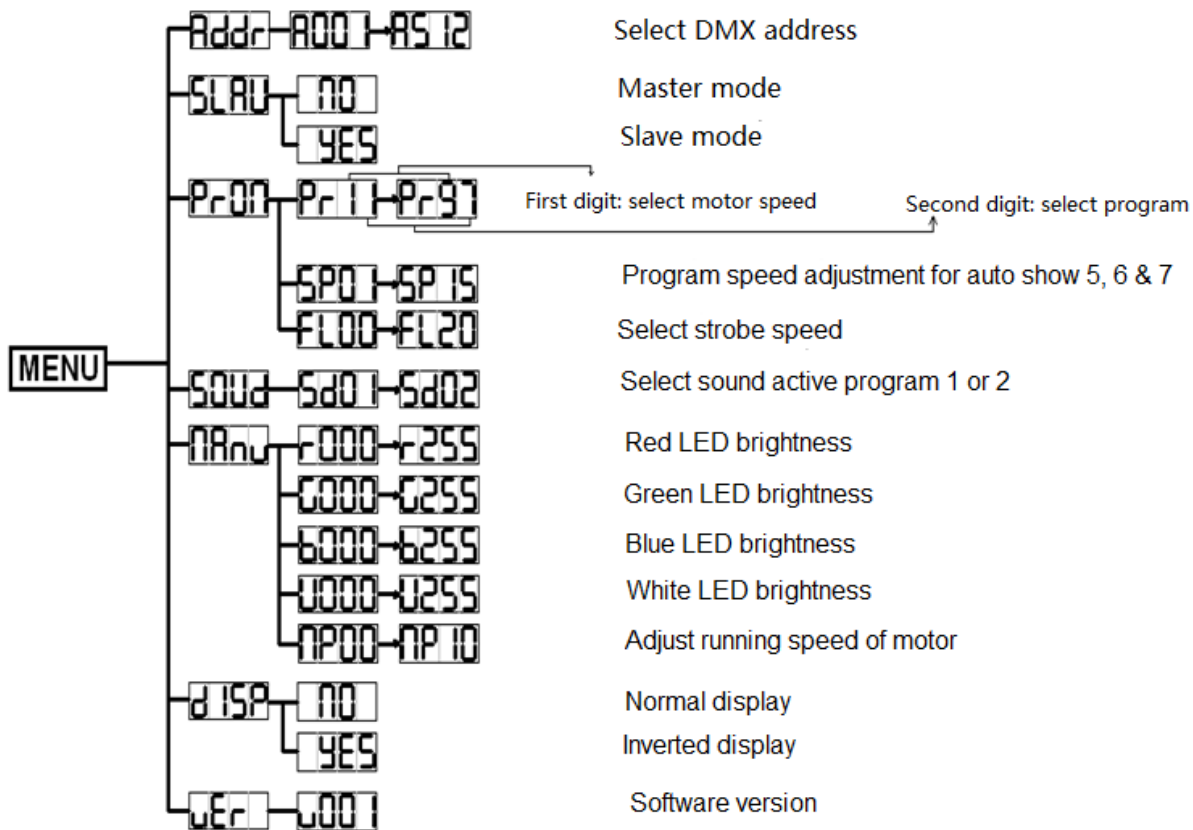 Addr A001 A512 Select DMX address
SLAU NO Master mode
YES Slave mode
PrON Pr11 Pr97 First digit: select motor speed Second digit: select program
SP01 SP15 Program speed adjustment for auto show 5, 6 & 7
FL00 FL20 Select strobe speed
MENU
SOUd Sd01 Sd02 Select sound active program 1 or 2
MAnu r000 r255 Red LED brightness
G000 G255 Green LED brightness
b000 b255 Blue LED brightness
U000 U255 White LED brightness
MP00 MP10 Adjust running speed of motor
dISP NO Normal display
YES Inverted display
vEr v001 Software version